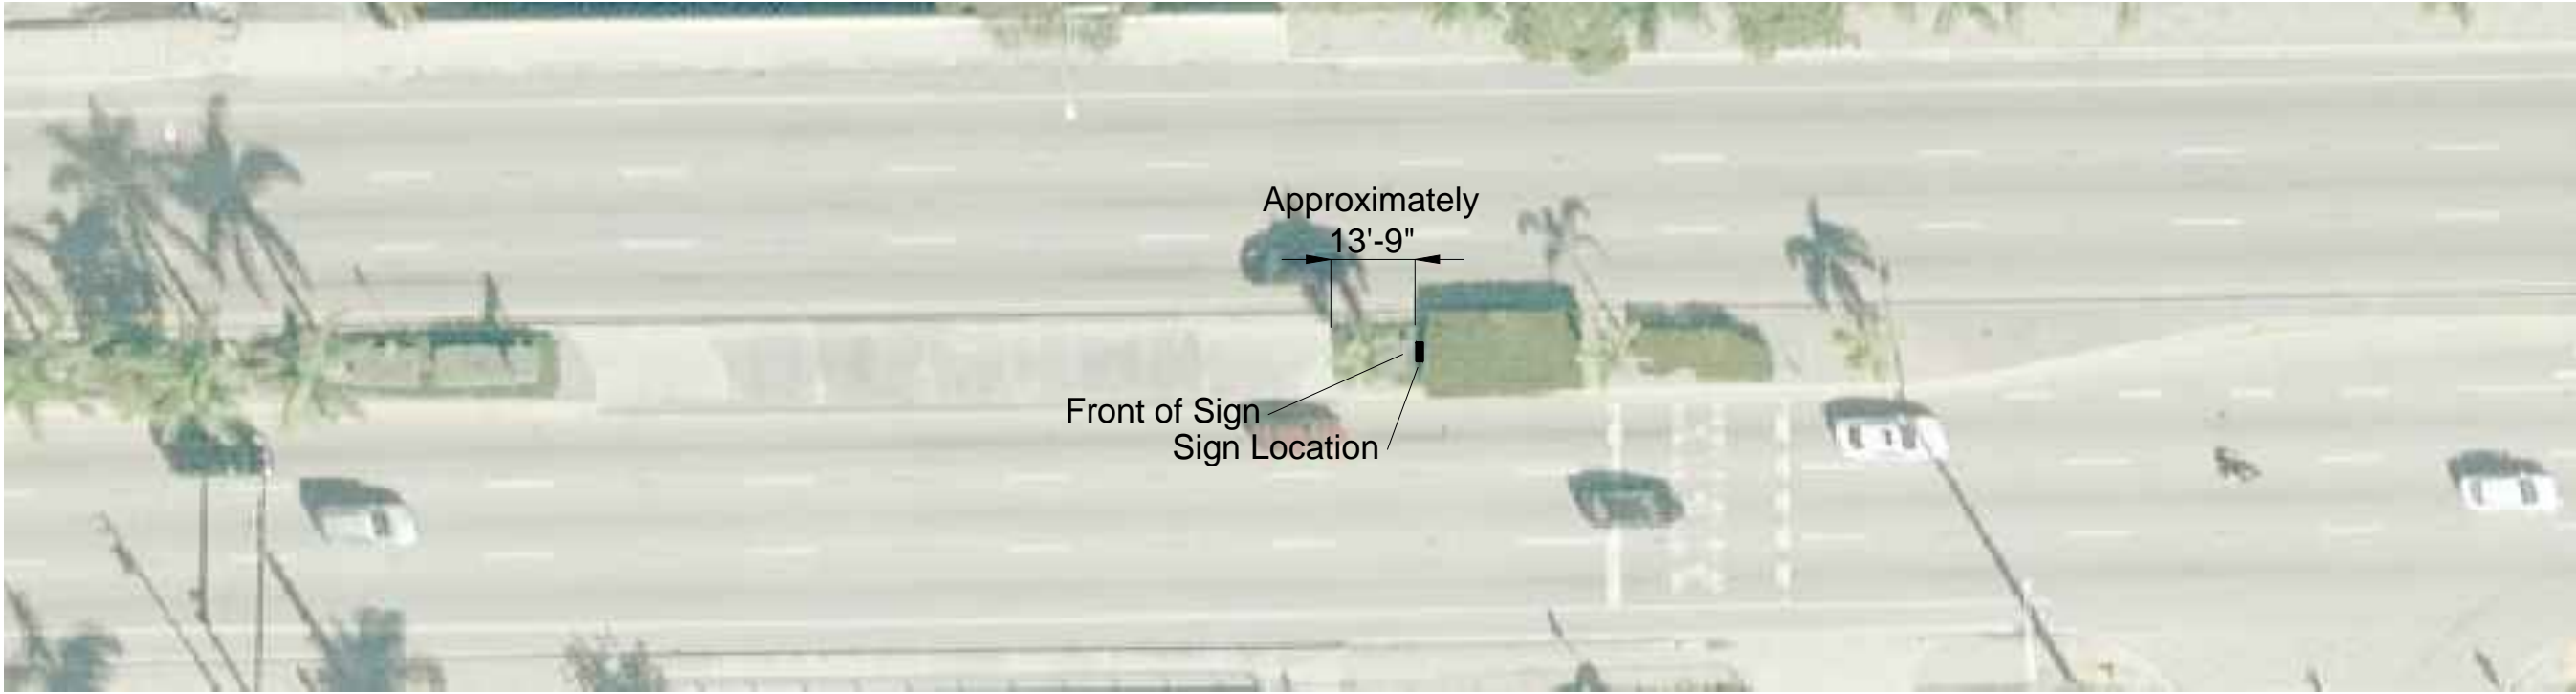 Approximately
13'-9"
Front of Sign
Sign Location